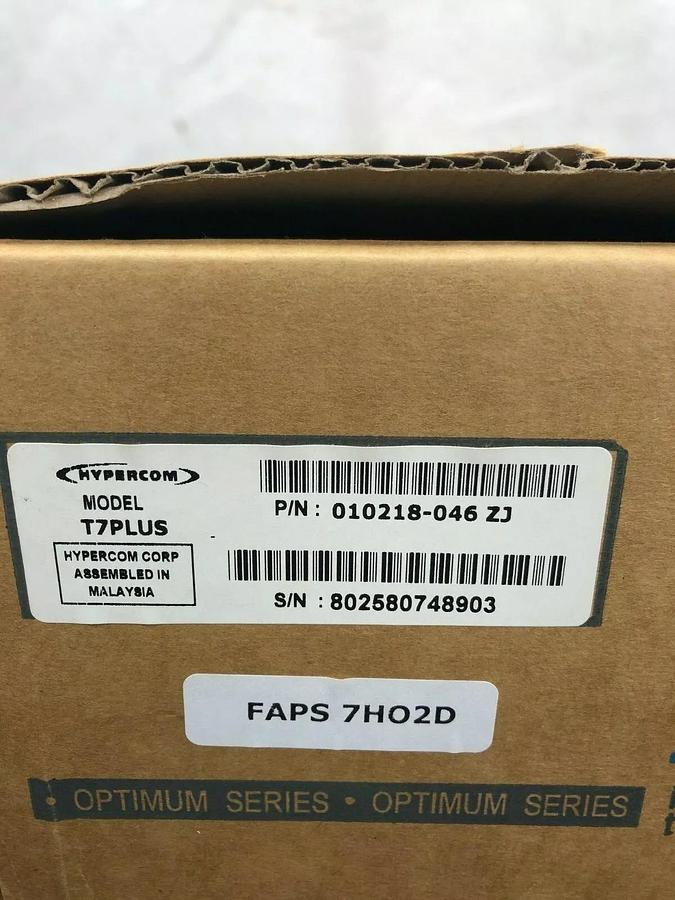 HYPERCOM
MODEL
T7PLUS
HYPERCOM CORP
ASSEMBLED IN
MALAYSIA
P/N : 010218-046 ZJ
S/N : 802580748903
FAPS 7HO2D
• OPTIMUM SERIES • OPTIMUM SERIES